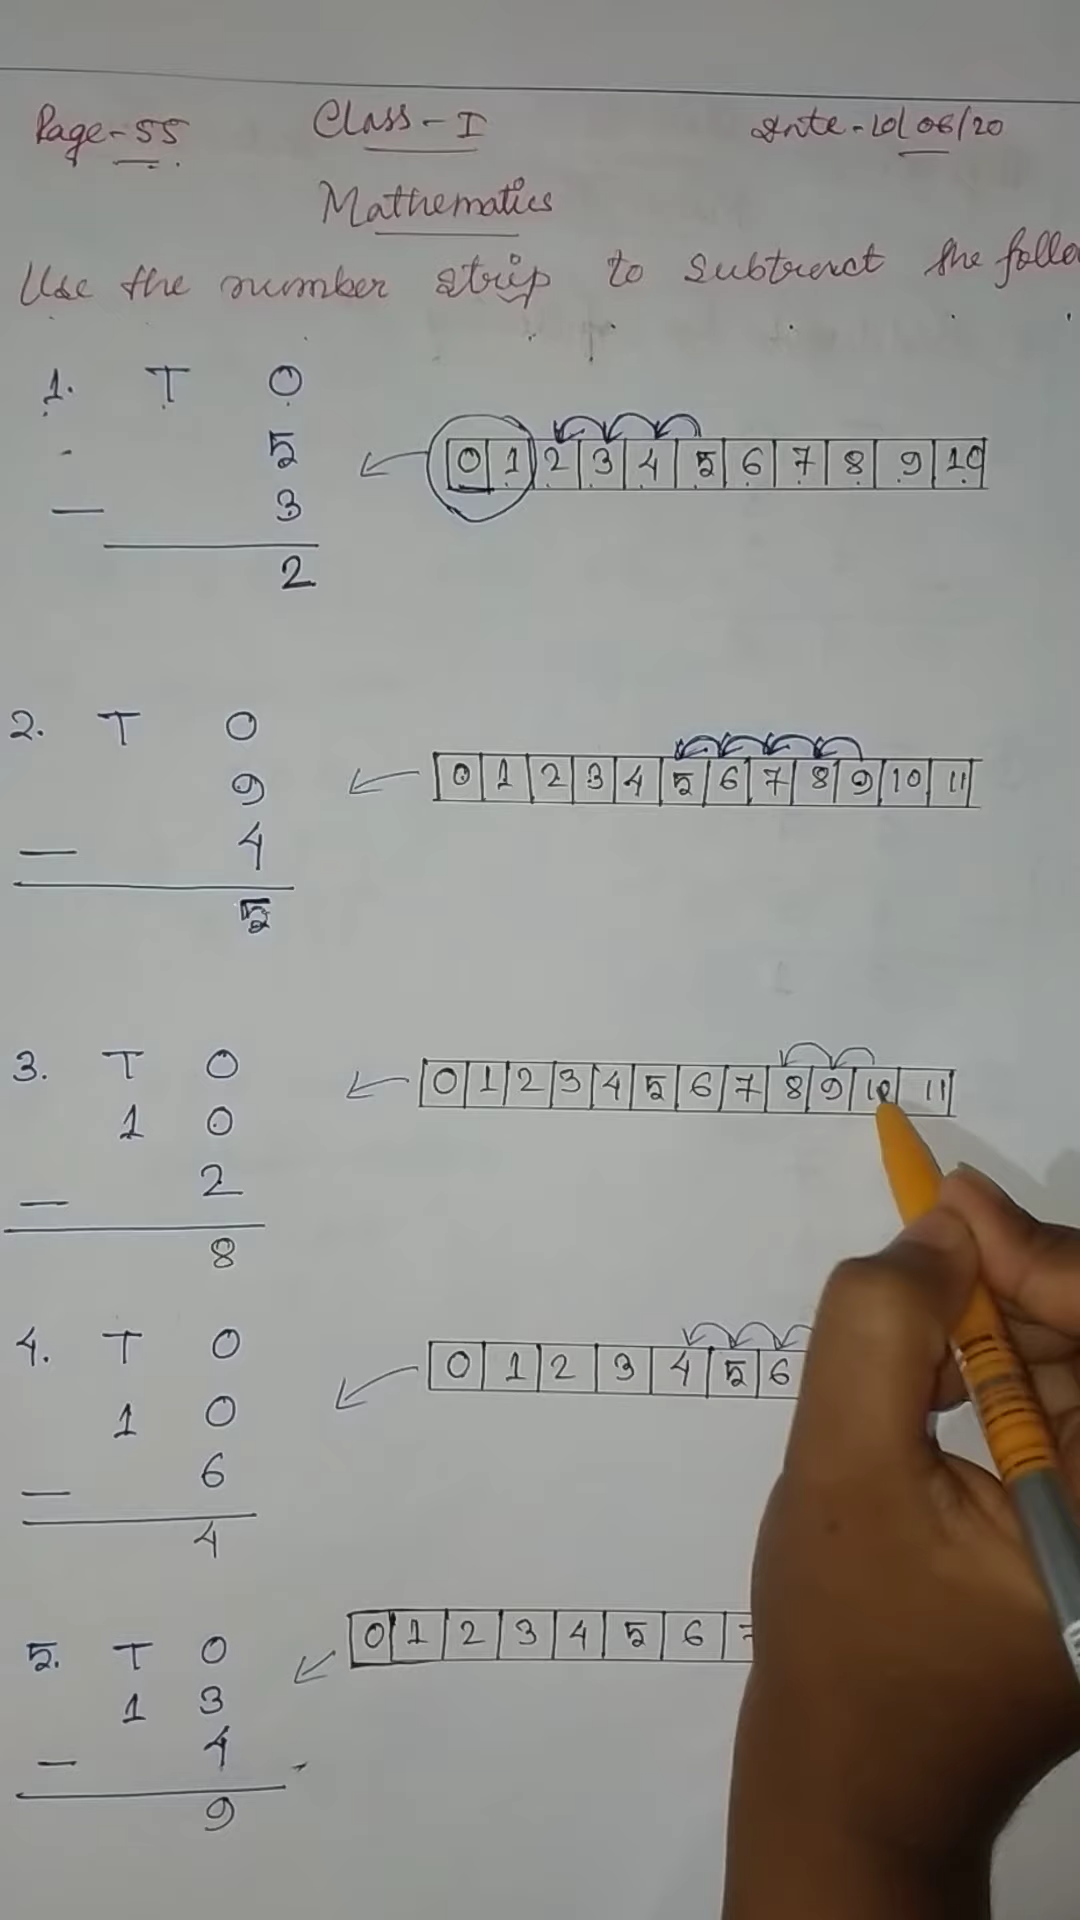 Page-55 Class-I Date-10/06/20
Mathematics
Use the number strip to subtract the follo
1. T O
5
— 3
2
0 1 2 3 4 5 6 7 8 9 10
2. T O
9
— 4
5
0 1 2 3 4 5 6 7 8 9 10 11
3. T O
1 0
— 2
8
0 1 2 3 4 5 6 7 8 9 10 11
4. T O
1 0
— 6
4
0 1 2 3 4 5 6
5. T O
1 3
— 4
9
0 1 2 3 4 5 6 7